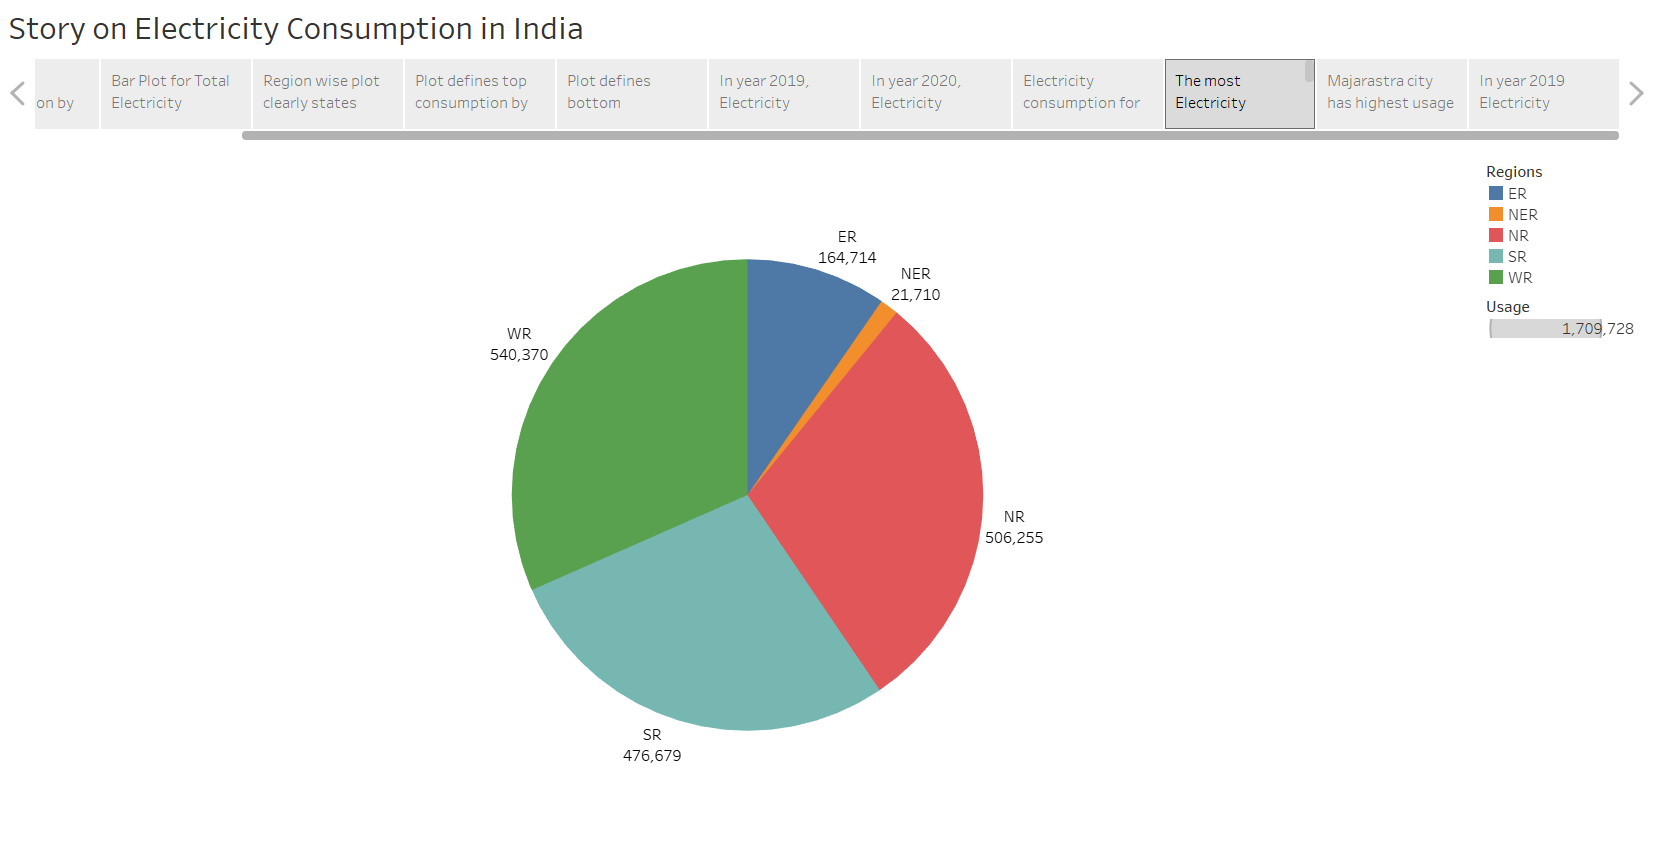 Story on Electricity Consumption in India
on by
Bar Plot for Total
Electricity
Region wise plot
clearly states
Plot defines top
consumption by
Plot defines
bottom
In year 2019,
Electricity
In year 2020,
Electricity
Electricity
consumption for
The most
Electricity
Majarastra city
has highest usage
In year 2019
Electricity
Regions
ER
NER
NR
SR
WR
Usage
1,709,728
ER
164,714
NER
21,710
WR
540,370
NR
506,255
SR
476,679